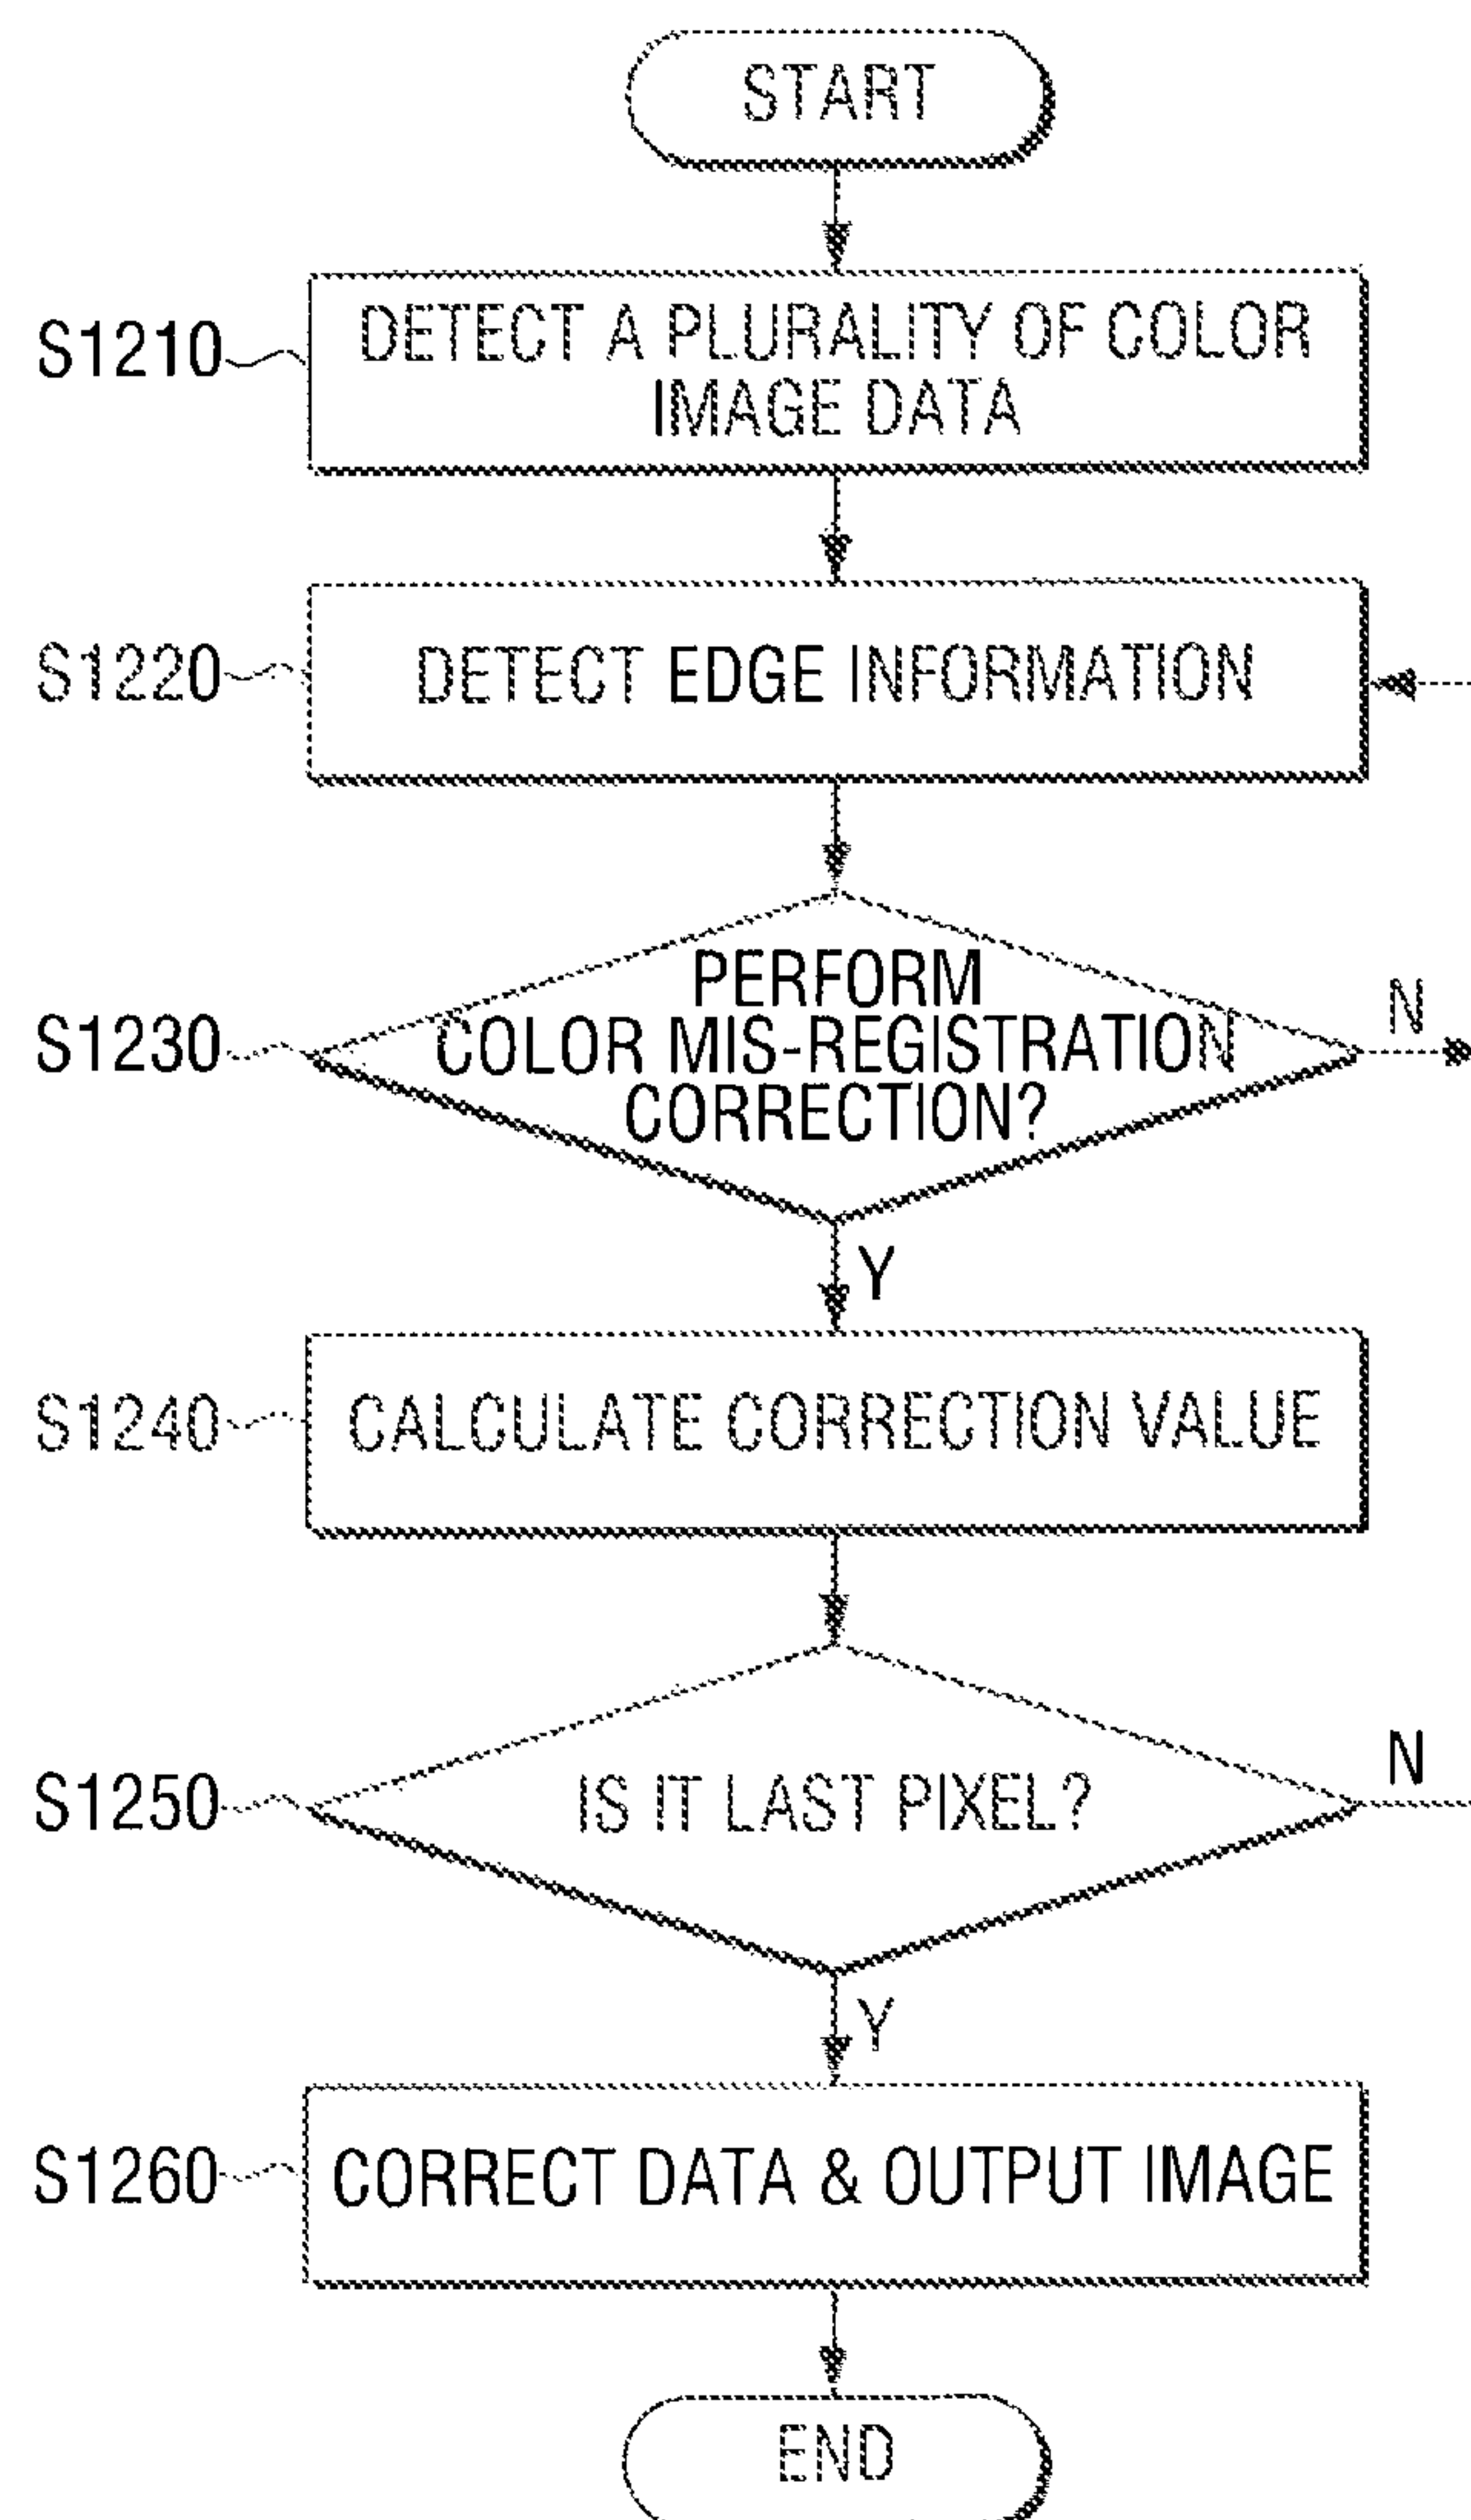 START
S1210
DETECT A PLURALITY OF COLOR
IMAGE DATA
S1220
DETECT EDGE INFORMATION
S1230
PERFORM
COLOR MIS-REGISTRATION
CORRECTION?
N
Y
S1240
CALCULATE CORRECTION VALUE
S1250
IS IT LAST PIXEL?
N
Y
S1260
CORRECT DATA & OUTPUT IMAGE
END